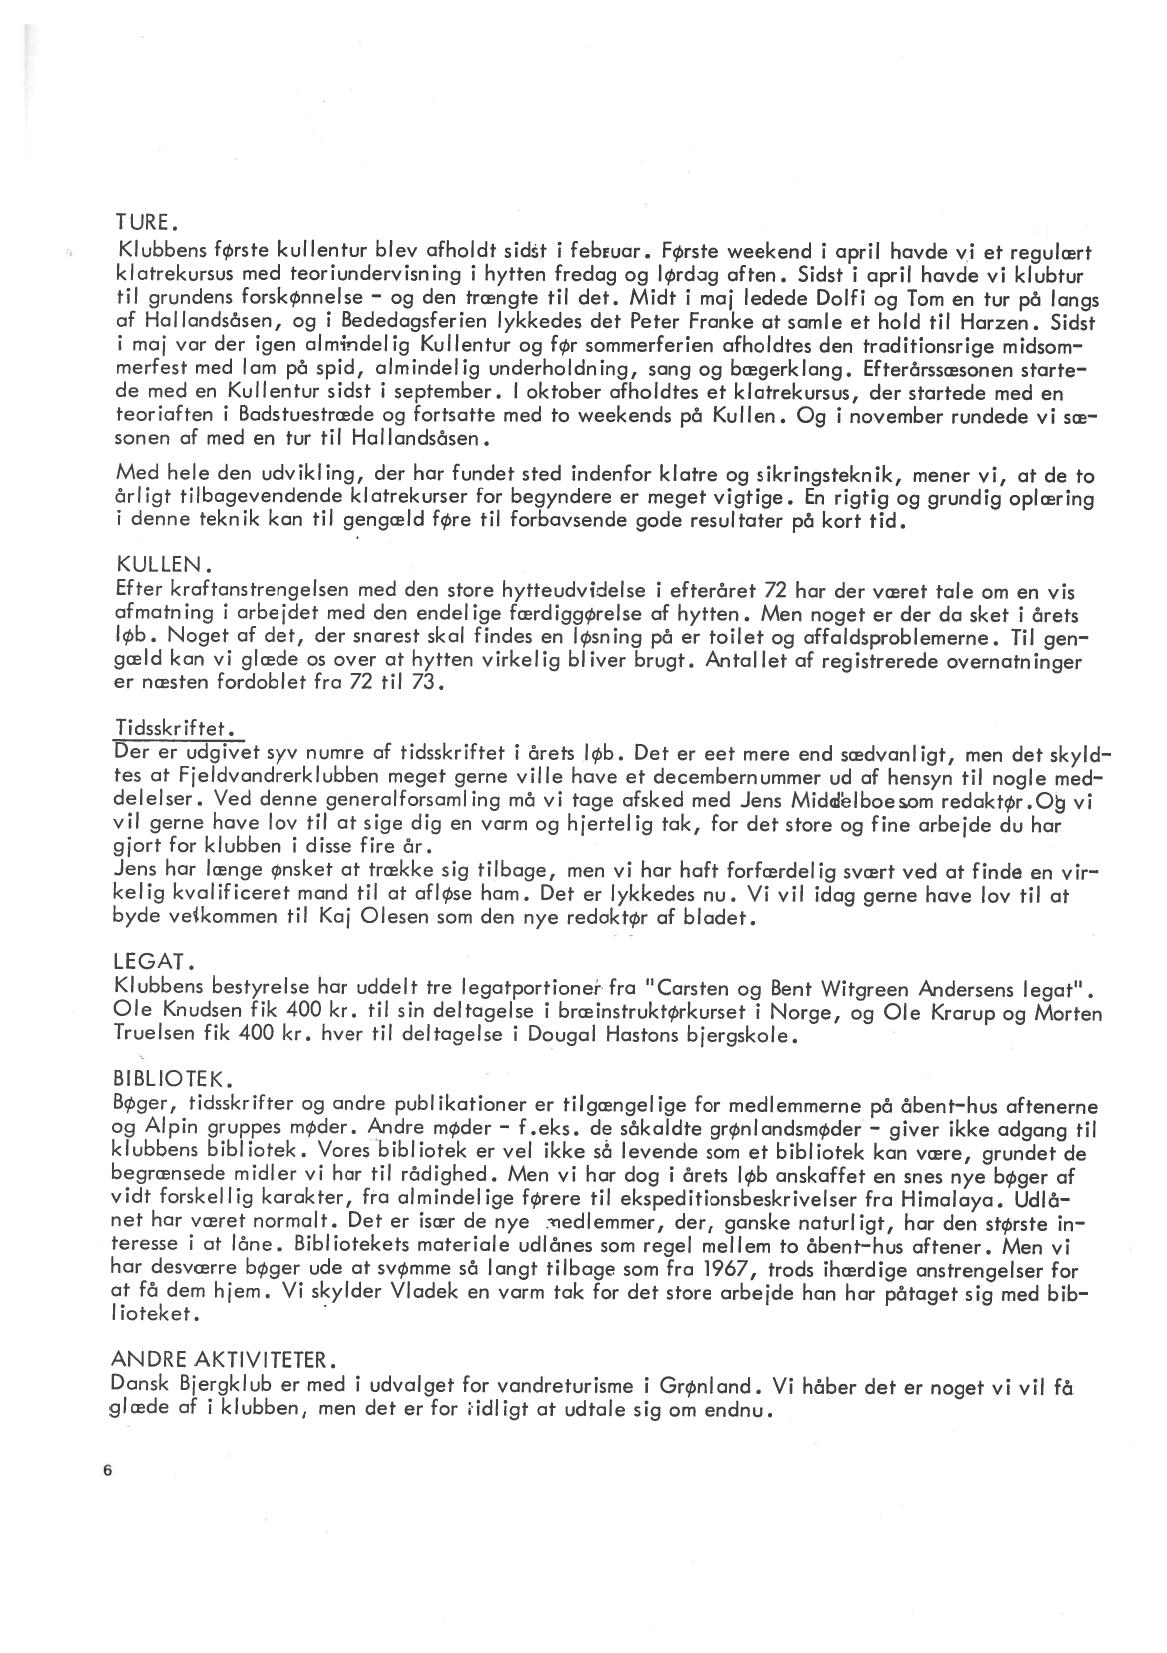 TURE.
Klubbens første kullentur blev afholdt sidst i februar. Første weekend i april havde vi et regulært
klatrekursus med teoriundervisning i hytten fredag og lørdag aften. Sidst i april havde vi klubtur
til grundens forskønnelse - og den trængte til det. Midt i maj ledede Dolfi og Tom en tur på langs
af Hallandsåsen, og i Bededagsferien lykkedes det Peter Franke at samle et hold til Harzen. Sidst
i maj var der igen almindelig Kullentur og før sommerferien afholdtes den traditionsrige midsom-
merfest med lam på spid, almindelig underholdning, sang og bægerklang. Efterårssæsonen starte-
de med en Kullentur sidst i september. I oktober afholdtes et klatrekursus, der startede med en
teoriaften i Badstuestræde og fortsatte med to weekends på Kullen. Og i november rundede vi sæ-
sonen af med en tur til Hallandsåsen.
Med hele den udvikling, der har fundet sted indenfor klatre og sikringsteknik, mener vi, at de to
årligt tilbagevendende klatrekurser for begyndere er meget vigtige. En rigtig og grundig oplæring
i denne teknik kan til gengæld føre til forbavsende gode resultater på kort tid.
KULLEN.
Efter kraftanstrengelsen med den store hytteudvidelse i efteråret 72 har der været tale om en vis
afmatning i arbejdet med den endelige færdiggørelse af hytten. Men noget er der da sket i årets
løb. Noget af det, der snarest skal findes en løsning på er toilet og affaldsproblemerne. Til gen-
gæld kan vi glæde os over at hytten virkelig bliver brugt. Antallet af registrerede overnatninger
er næsten fordoblet fra 72 til 73.
Tidsskriftet.
Der er udgivet syv numre af tidsskriftet i årets løb. Det er eet mere end sædvanligt, men det skyld-
tes at Fjeldvandrerklubben meget gerne ville have et decembernummer ud af hensyn til nogle med-
delelser. Ved denne generalforsamling må vi tage afsked med Jens Middelboe som redaktør. Og vi
vil gerne have lov til at sige dig en varm og hjertelig tak, for det store og fine arbejde du har
gjort for klubben i disse fire år.
Jens har længe ønsket at trække sig tilbage, men vi har haft forfærdelig svært ved at finde en vir-
kelig kvalificeret mand til at afløse ham. Det er lykkedes nu. Vi vil idag gerne have lov til at
byde velkommen til Kaj Olesen som den nye redaktør af bladet.
LEGAT.
Klubbens bestyrelse har uddelt tre legatportioner fra "Carsten og Bent Witgreen Andersens legat".
Ole Knudsen fik 400 kr. til sin deltagelse i bræinstruktørkurset i Norge, og Ole Krarup og Morten
Truelsen fik 400 kr. hver til deltagelse i Dougal Hastons bjergskole.
BIBLIOTEK.
Bøger, tidsskrifter og andre publikationer er tilgængelige for medlemmerne på åbent-hus aftenerne
og Alpin gruppes møder. Andre møder - f.eks. de såkaldte grønlandsmøder - giver ikke adgang til
klubbens bibliotek. Vores bibliotek er vel ikke så levende som et bibliotek kan være, grundet de
begrænsede midler vi har til rådighed. Men vi har dog i årets løb anskaffet en snes nye bøger af
vidt forskellig karakter, fra almindelige førere til ekspeditionsbeskrivelser fra Himalaya. Udlå-
net har været normalt. Det er især de nye medlemmer, der, ganske naturligt, har den største in-
teresse i at låne. Bibliotekets materiale udlånes som regel mellem to åbent-hus aftener. Men vi
har desværre bøger ude at svømme så langt tilbage som fra 1967, trods ihærdige anstrengelser for
at få dem hjem. Vi skylder Vladek en varm tak for det store arbejde han har påtaget sig med bib-
lioteket.
ANDRE AKTIVITETER.
Dansk Bjergklub er med i udvalget for vandreturisme i Grønland. Vi håber det er noget vi vil få
glæde af i klubben, men det er for tidligt at udtale sig om endnu.
6